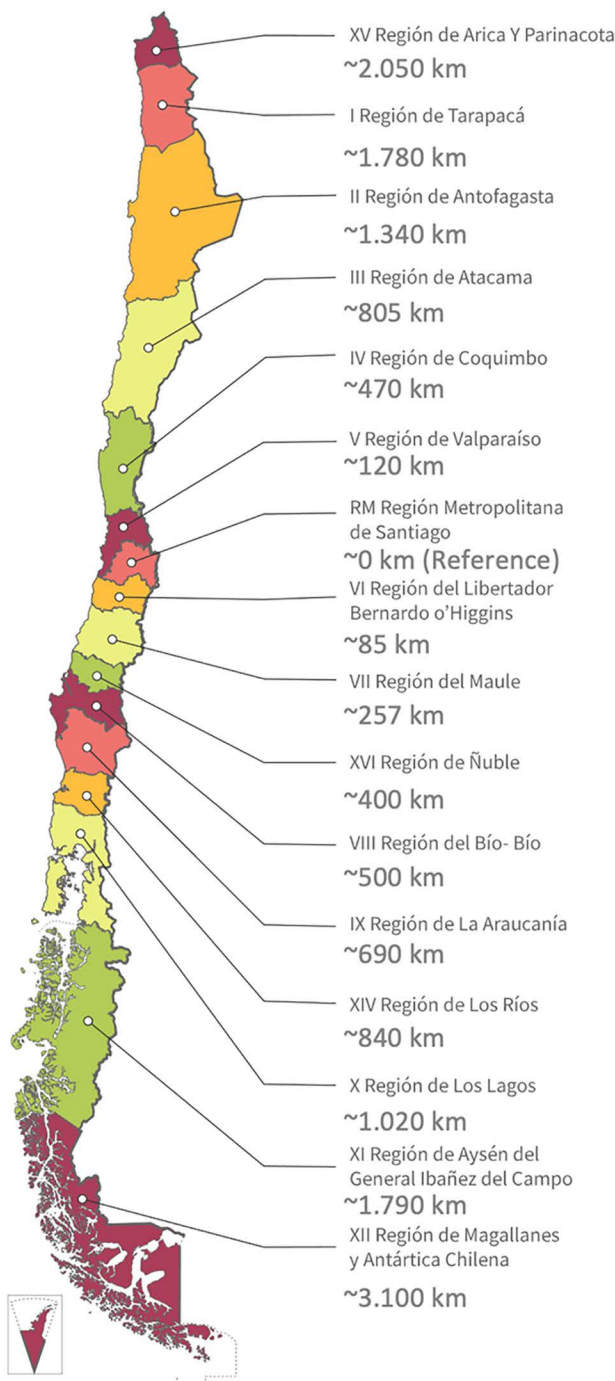 XV Región de Arica Y Parinacota
~2.050 km
I Región de Tarapacá
~1.780 km
II Región de Antofagasta
~1.340 km
III Región de Atacama
~805 km
IV Región de Coquimbo
~470 km
V Región de Valparaíso
~120 km
RM Región Metropolitana
de Santiago
~0 km (Reference)
VI Región del Libertador
Bernardo o’Higgins
~85 km
VII Región del Maule
~257 km
XVI Región de Ñuble
~400 km
VIII Región del Bío- Bío
~500 km
IX Región de La Araucanía
~690 km
XIV Región de Los Ríos
~840 km
X Región de Los Lagos
~1.020 km
XI Región de Aysén del
General Ibañez del Campo
~1.790 km
XII Región de Magallanes
y Antártica Chilena
~3.100 km